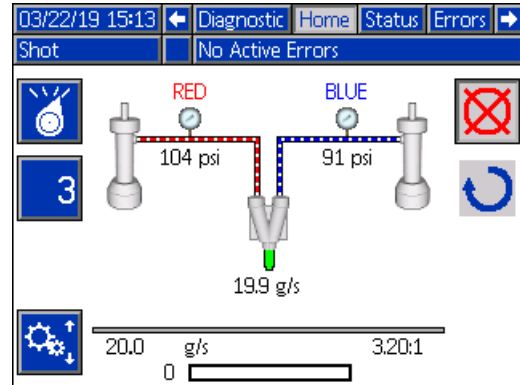 03/22/19 15:13 Diagnostic Home Status Errors
Shot No Active Errors
RED BLUE
104 psi 91 psi
3
19.9 g/s
20.0 g/s 3.20:1
0